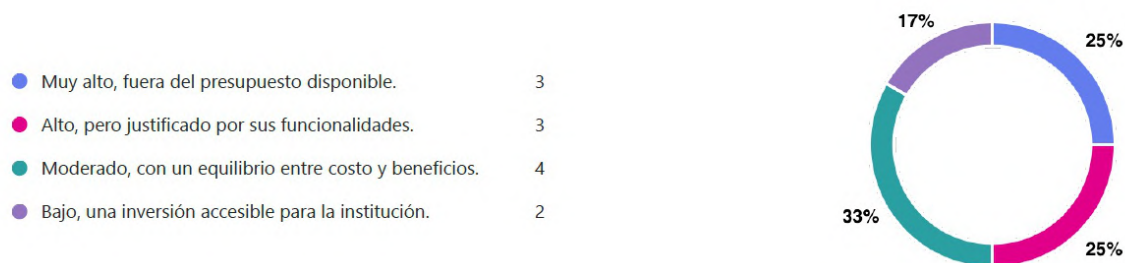 17%
25%
Muy alto, fuera del presupuesto disponible. 3
Alto, pero justificado por sus funcionalidades. 3
Moderado, con un equilibrio entre costo y beneficios. 4
Bajo, una inversión accesible para la institución. 2
33%
25%